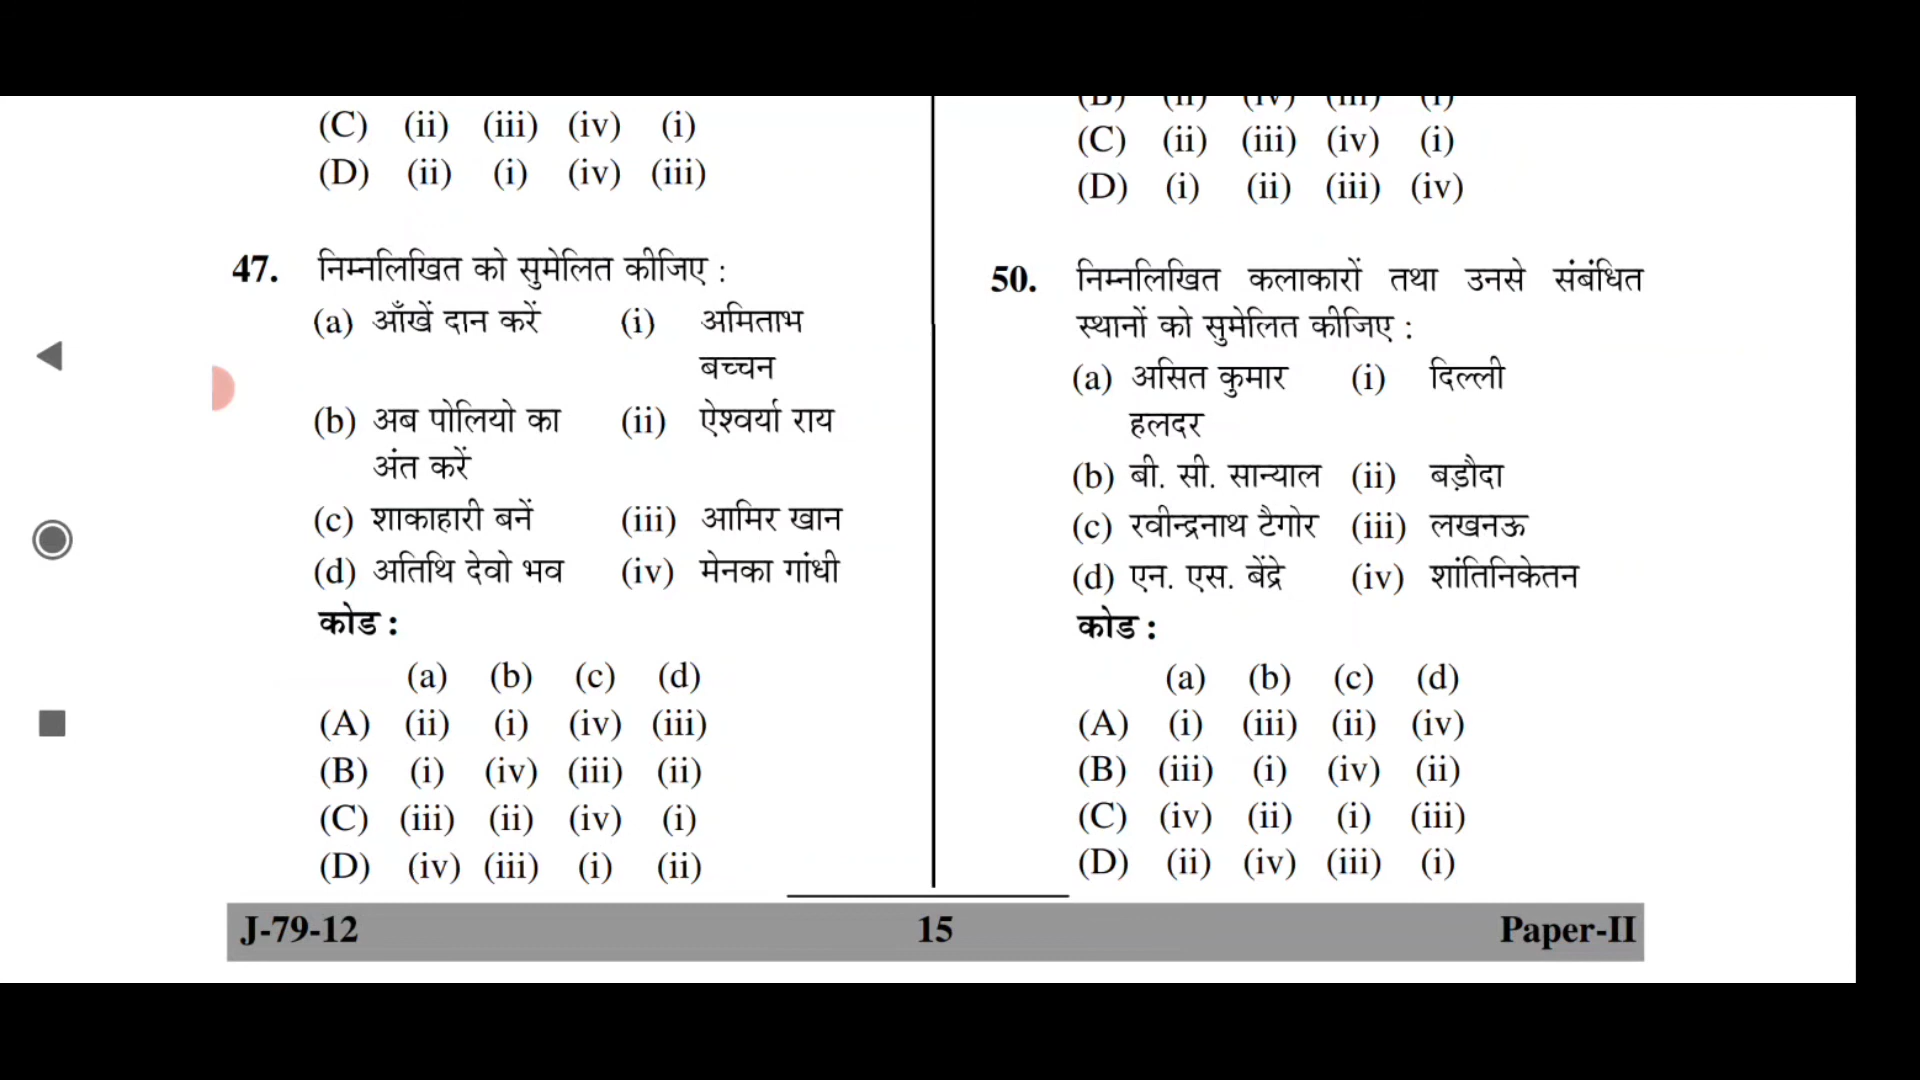 (C) (ii) (iii) (iv) (i)
(D) (ii) (i) (iv) (iii)
47. निम्नलिखित को सुमेलित कीजिए :
(a) आँखें दान करें (i) अमिताभ
बच्चन
(b) अब पोलियो का (ii) ऐश्वर्या राय
अंत करें
(c) शाकाहारी बनें (iii) आमिर खान
(d) अतिथि देवो भव (iv) मेनका गांधी
कोड :
(a) (b) (c) (d)
(A) (ii) (i) (iv) (iii)
(B) (i) (iv) (iii) (ii)
(C) (iii) (ii) (iv) (i)
(D) (iv) (iii) (i) (ii)
(B) (ii) (iv) (iii) (i)
(C) (ii) (iii) (iv) (i)
(D) (i) (ii) (iii) (iv)
50. निम्नलिखित कलाकारों तथा उनसे संबंधित
स्थानों को सुमेलित कीजिए :
(a) असित कुमार (i) दिल्ली
हलदर
(b) बी. सी. सान्याल (ii) बड़ौदा
(c) रवीन्द्रनाथ टैगोर (iii) लखनऊ
(d) एन. एस. बेंद्रे (iv) शांतिनिकेतन
कोड :
(a) (b) (c) (d)
(A) (i) (iii) (ii) (iv)
(B) (iii) (i) (iv) (ii)
(C) (iv) (ii) (i) (iii)
(D) (ii) (iv) (iii) (i)
J-79-12 15 Paper-II